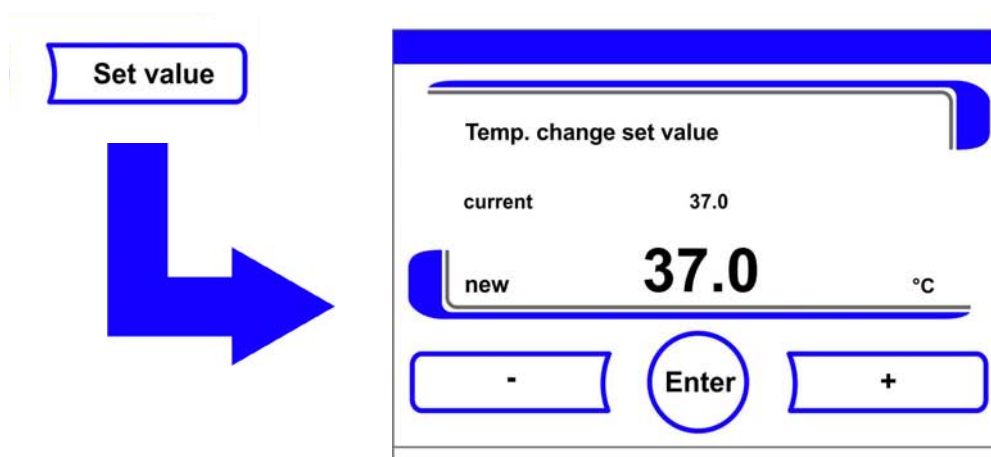 Set value
Temp. change set value
current 37.0
new 37.0 °C
- Enter +